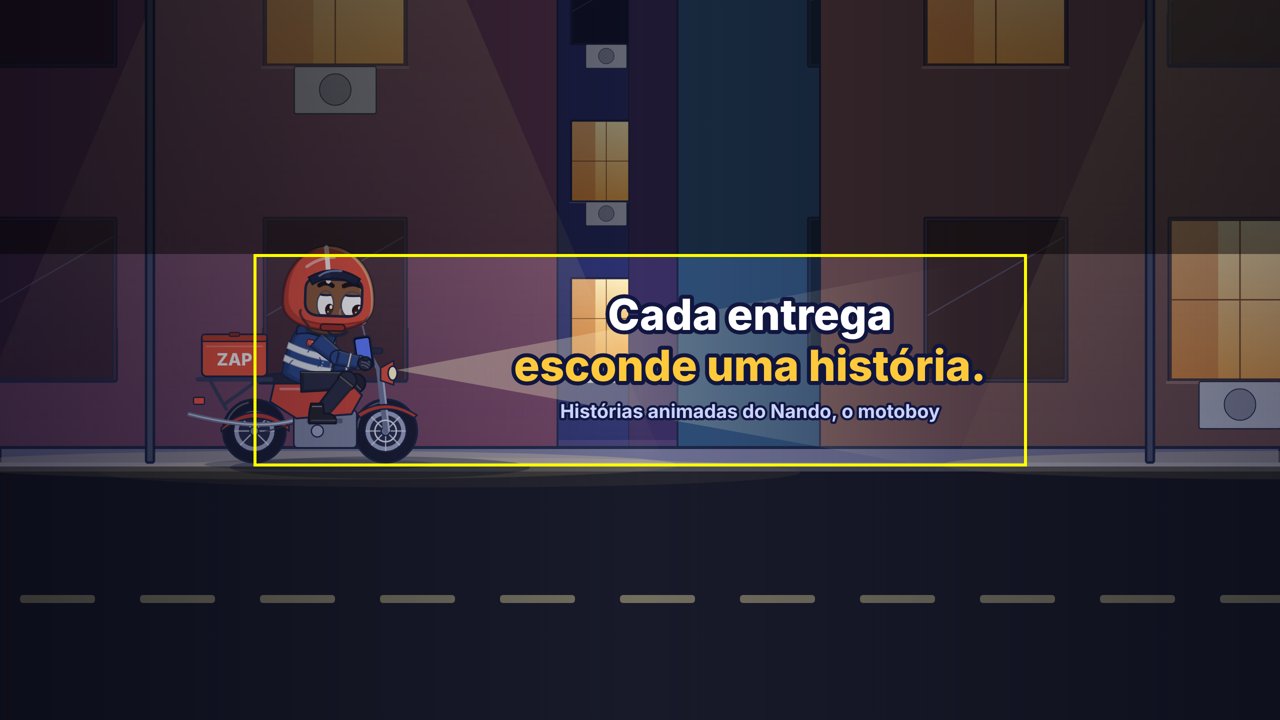 ZAP
Cada entrega
esconde uma história.
Histórias animadas do Nando, o motoboy